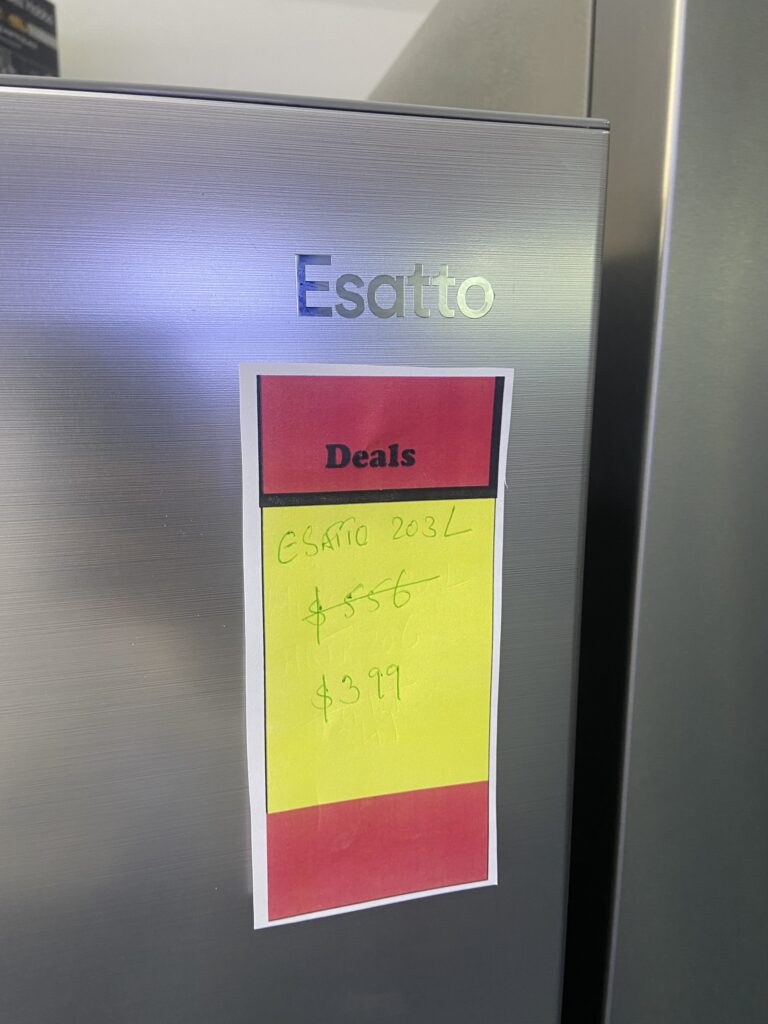 Esatto
Deals
ESATTO 203L
$556
$399